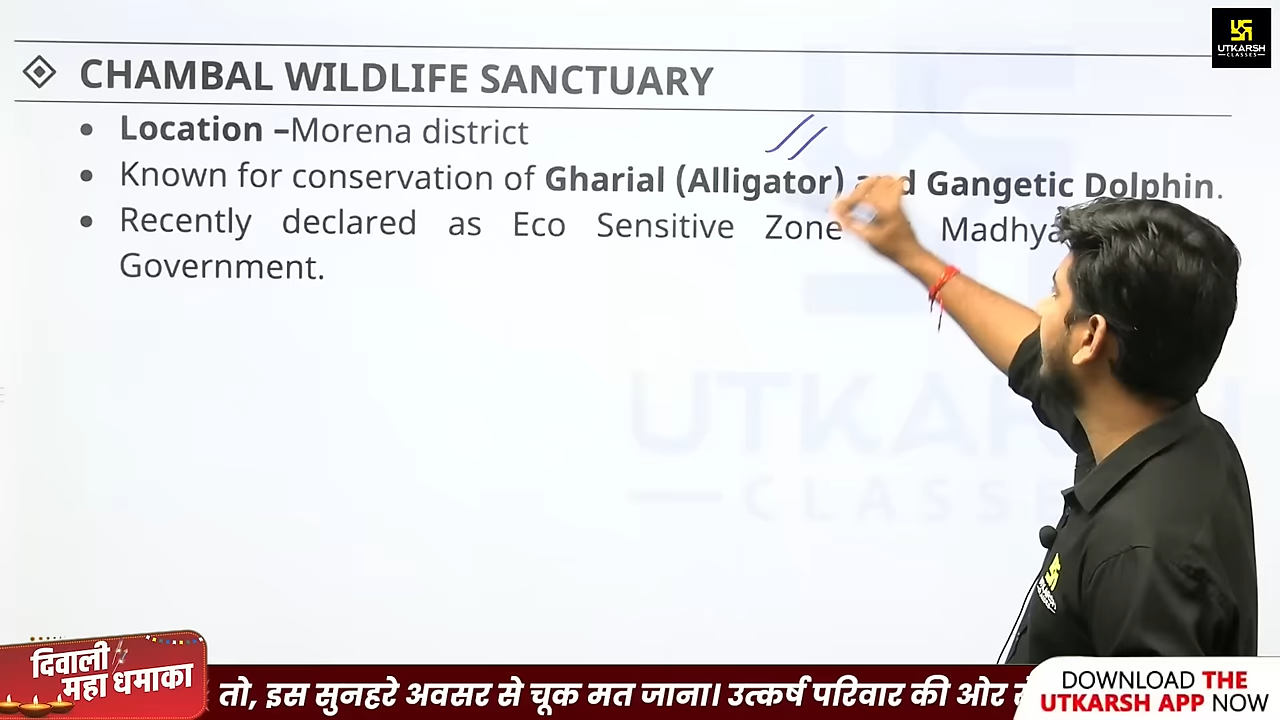 UTKARSH
CLASSES
CHAMBAL WILDLIFE SANCTUARY
• Location –Morena district
• Known for conservation of Gharial (Alligator) and Gangetic Dolphin.
• Recently declared as Eco Sensitive Zone Madhya
Government.
UTKAR
CLASSE
दिवाली
महा धमाका
तो, इस सुनहरे अवसर से चूक मत जाना। उत्कर्ष परिवार की ओर
DOWNLOAD THE
UTKARSH APP NOW